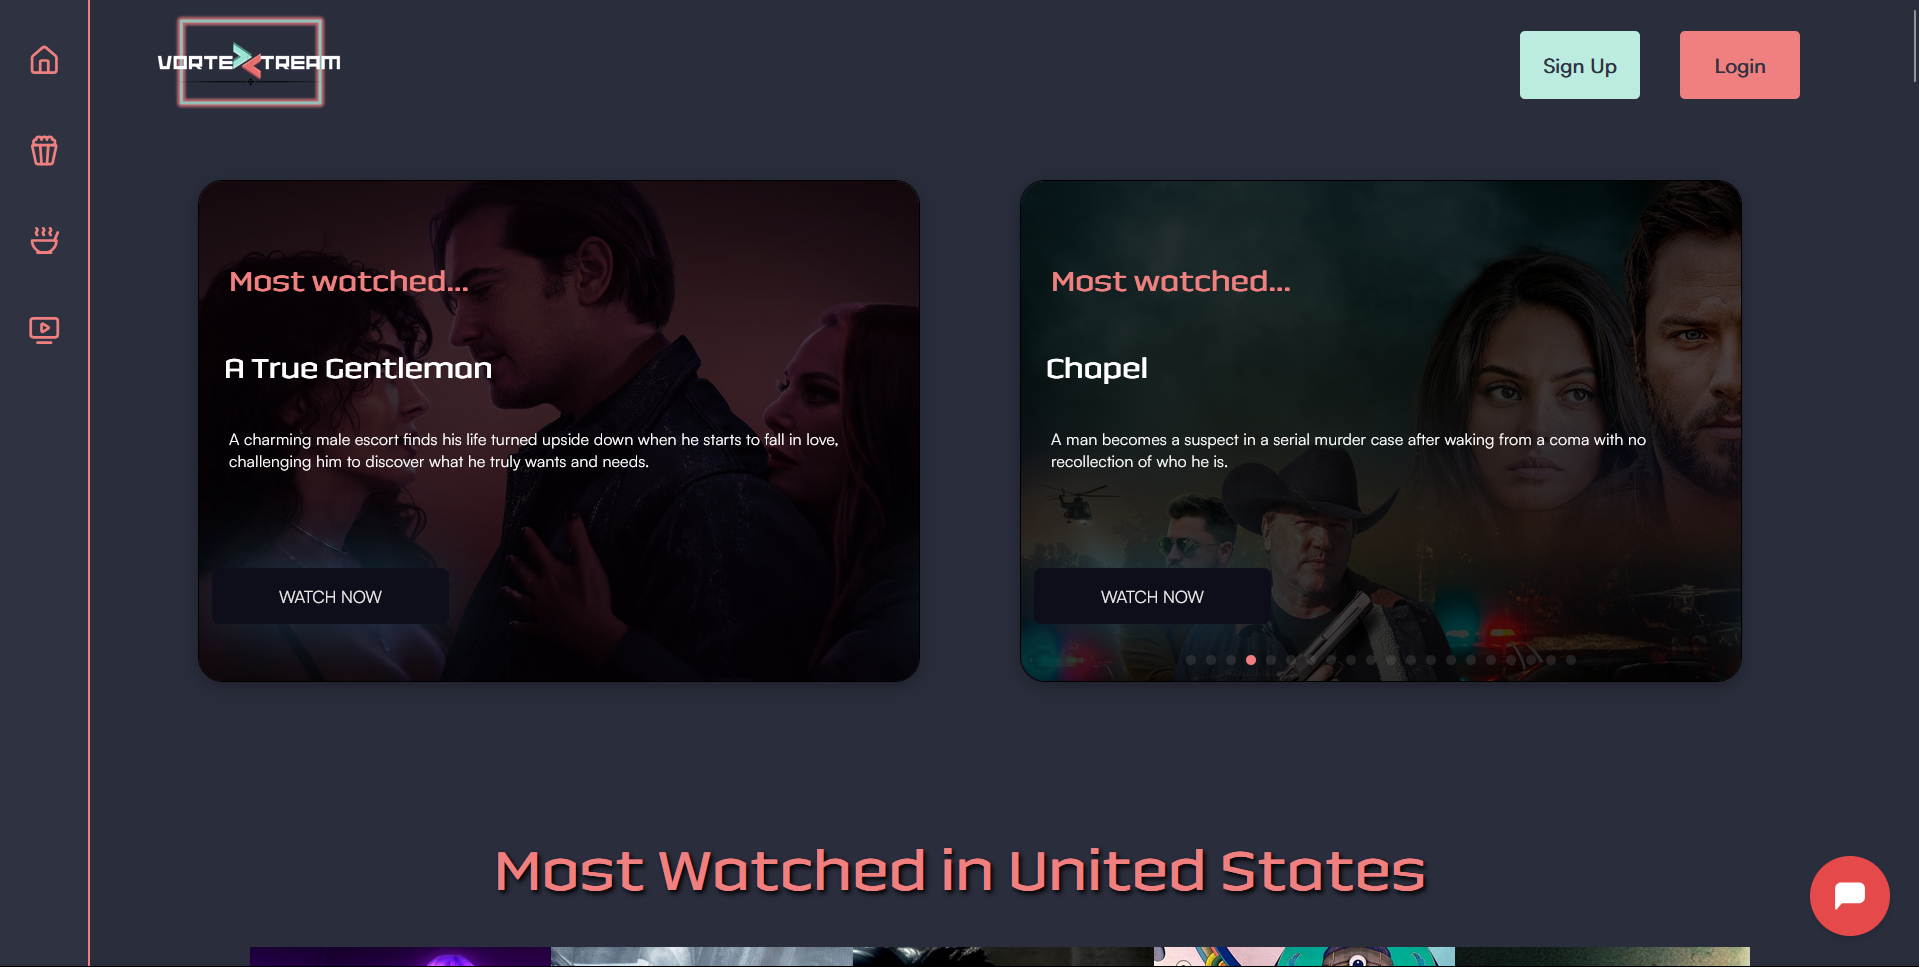 VORTE TREAM
Sign Up
Login
Most watched...
A True Gentleman
A charming male escort finds his life turned upside down when he starts to fall in love,
challenging him to discover what he truly wants and needs.
WATCH NOW
Most watched...
Chapel
A man becomes a suspect in a serial murder case after waking from a coma with no
recollection of who he is.
WATCH NOW
Most Watched in United States